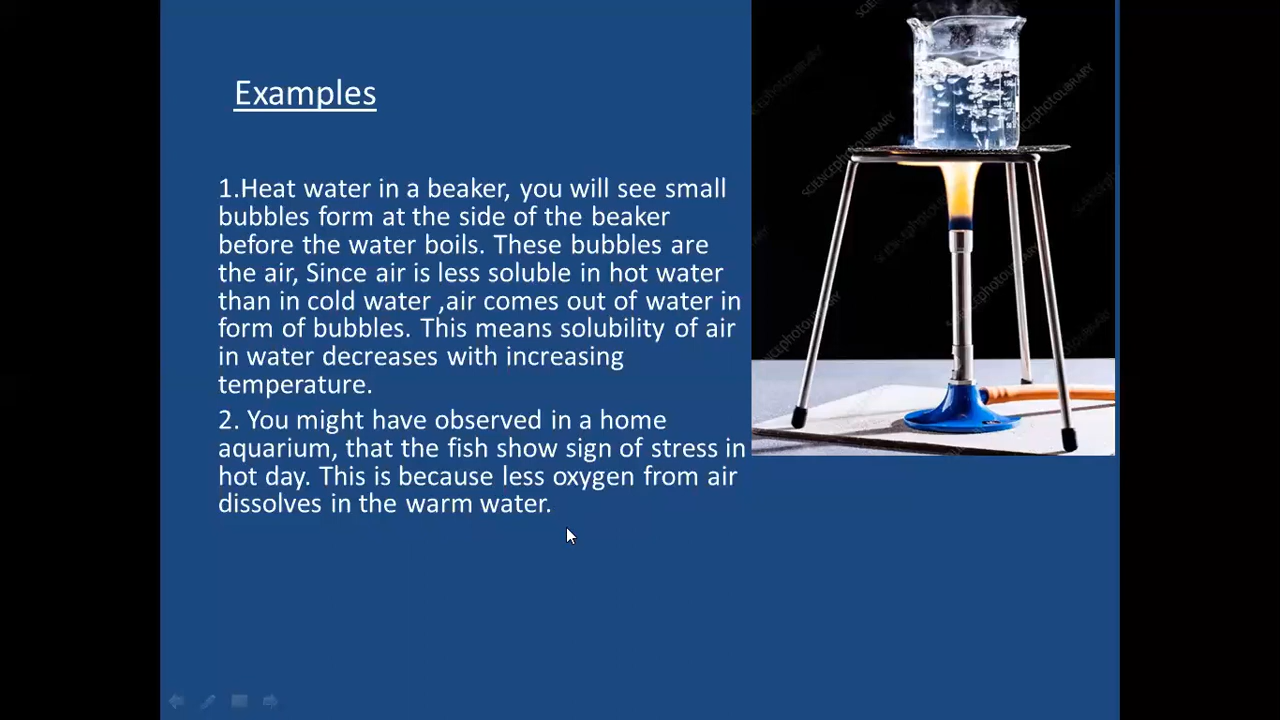 Examples
1.Heat water in a beaker, you will see small
bubbles form at the side of the beaker
before the water boils. These bubbles are
the air, Since air is less soluble in hot water
than in cold water ,air comes out of water in
form of bubbles. This means solubility of air
in water decreases with increasing
temperature.
2. You might have observed in a home
aquarium, that the fish show sign of stress in
hot day. This is because less oxygen from air
dissolves in the warm water.
SCIENCEphotoLIBRARY